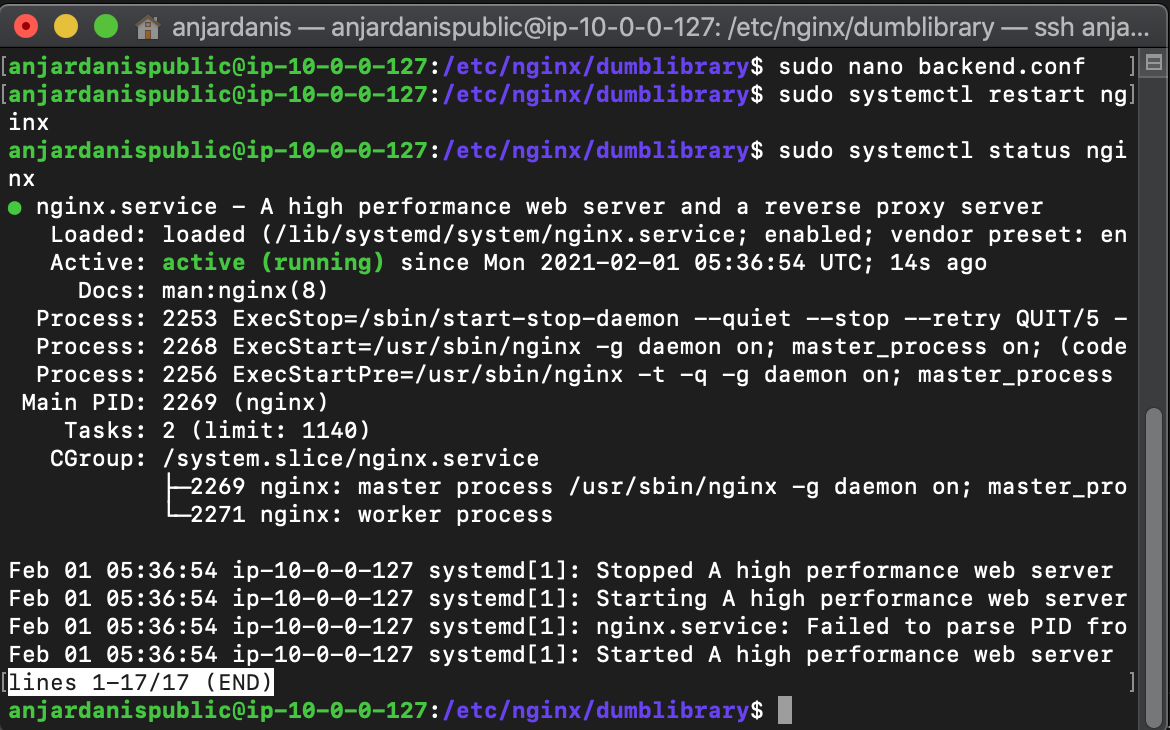 anjardanis — anjardanispublic@ip-10-0-0-127: /etc/nginx/dumblibrary — ssh anja...
[anjardanispublic@ip-10-0-0-127:/etc/nginx/dumblibrary$ sudo nano backend.conf ]
[anjardanispublic@ip-10-0-0-127:/etc/nginx/dumblibrary$ sudo systemctl restart ng]
inx
anjardanispublic@ip-10-0-0-127:/etc/nginx/dumblibrary$ sudo systemctl status ngi
nx
● nginx.service - A high performance web server and a reverse proxy server
Loaded: loaded (/lib/systemd/system/nginx.service; enabled; vendor preset: en
Active: active (running) since Mon 2021-02-01 05:36:54 UTC; 14s ago
Docs: man:nginx(8)
Process: 2253 ExecStop=/sbin/start-stop-daemon --quiet --stop --retry QUIT/5 -
Process: 2268 ExecStart=/usr/sbin/nginx -g daemon on; master_process on; (code
Process: 2256 ExecStartPre=/usr/sbin/nginx -t -q -g daemon on; master_process
Main PID: 2269 (nginx)
Tasks: 2 (limit: 1140)
CGroup: /system.slice/nginx.service
├─2269 nginx: master process /usr/sbin/nginx -g daemon on; master_pro
└─2271 nginx: worker process
Feb 01 05:36:54 ip-10-0-0-127 systemd[1]: Stopped A high performance web server
Feb 01 05:36:54 ip-10-0-0-127 systemd[1]: Starting A high performance web server
Feb 01 05:36:54 ip-10-0-0-127 systemd[1]: nginx.service: Failed to parse PID fro
Feb 01 05:36:54 ip-10-0-0-127 systemd[1]: Started A high performance web server
[lines 1-17/17 (END) ]
anjardanispublic@ip-10-0-0-127:/etc/nginx/dumblibrary$